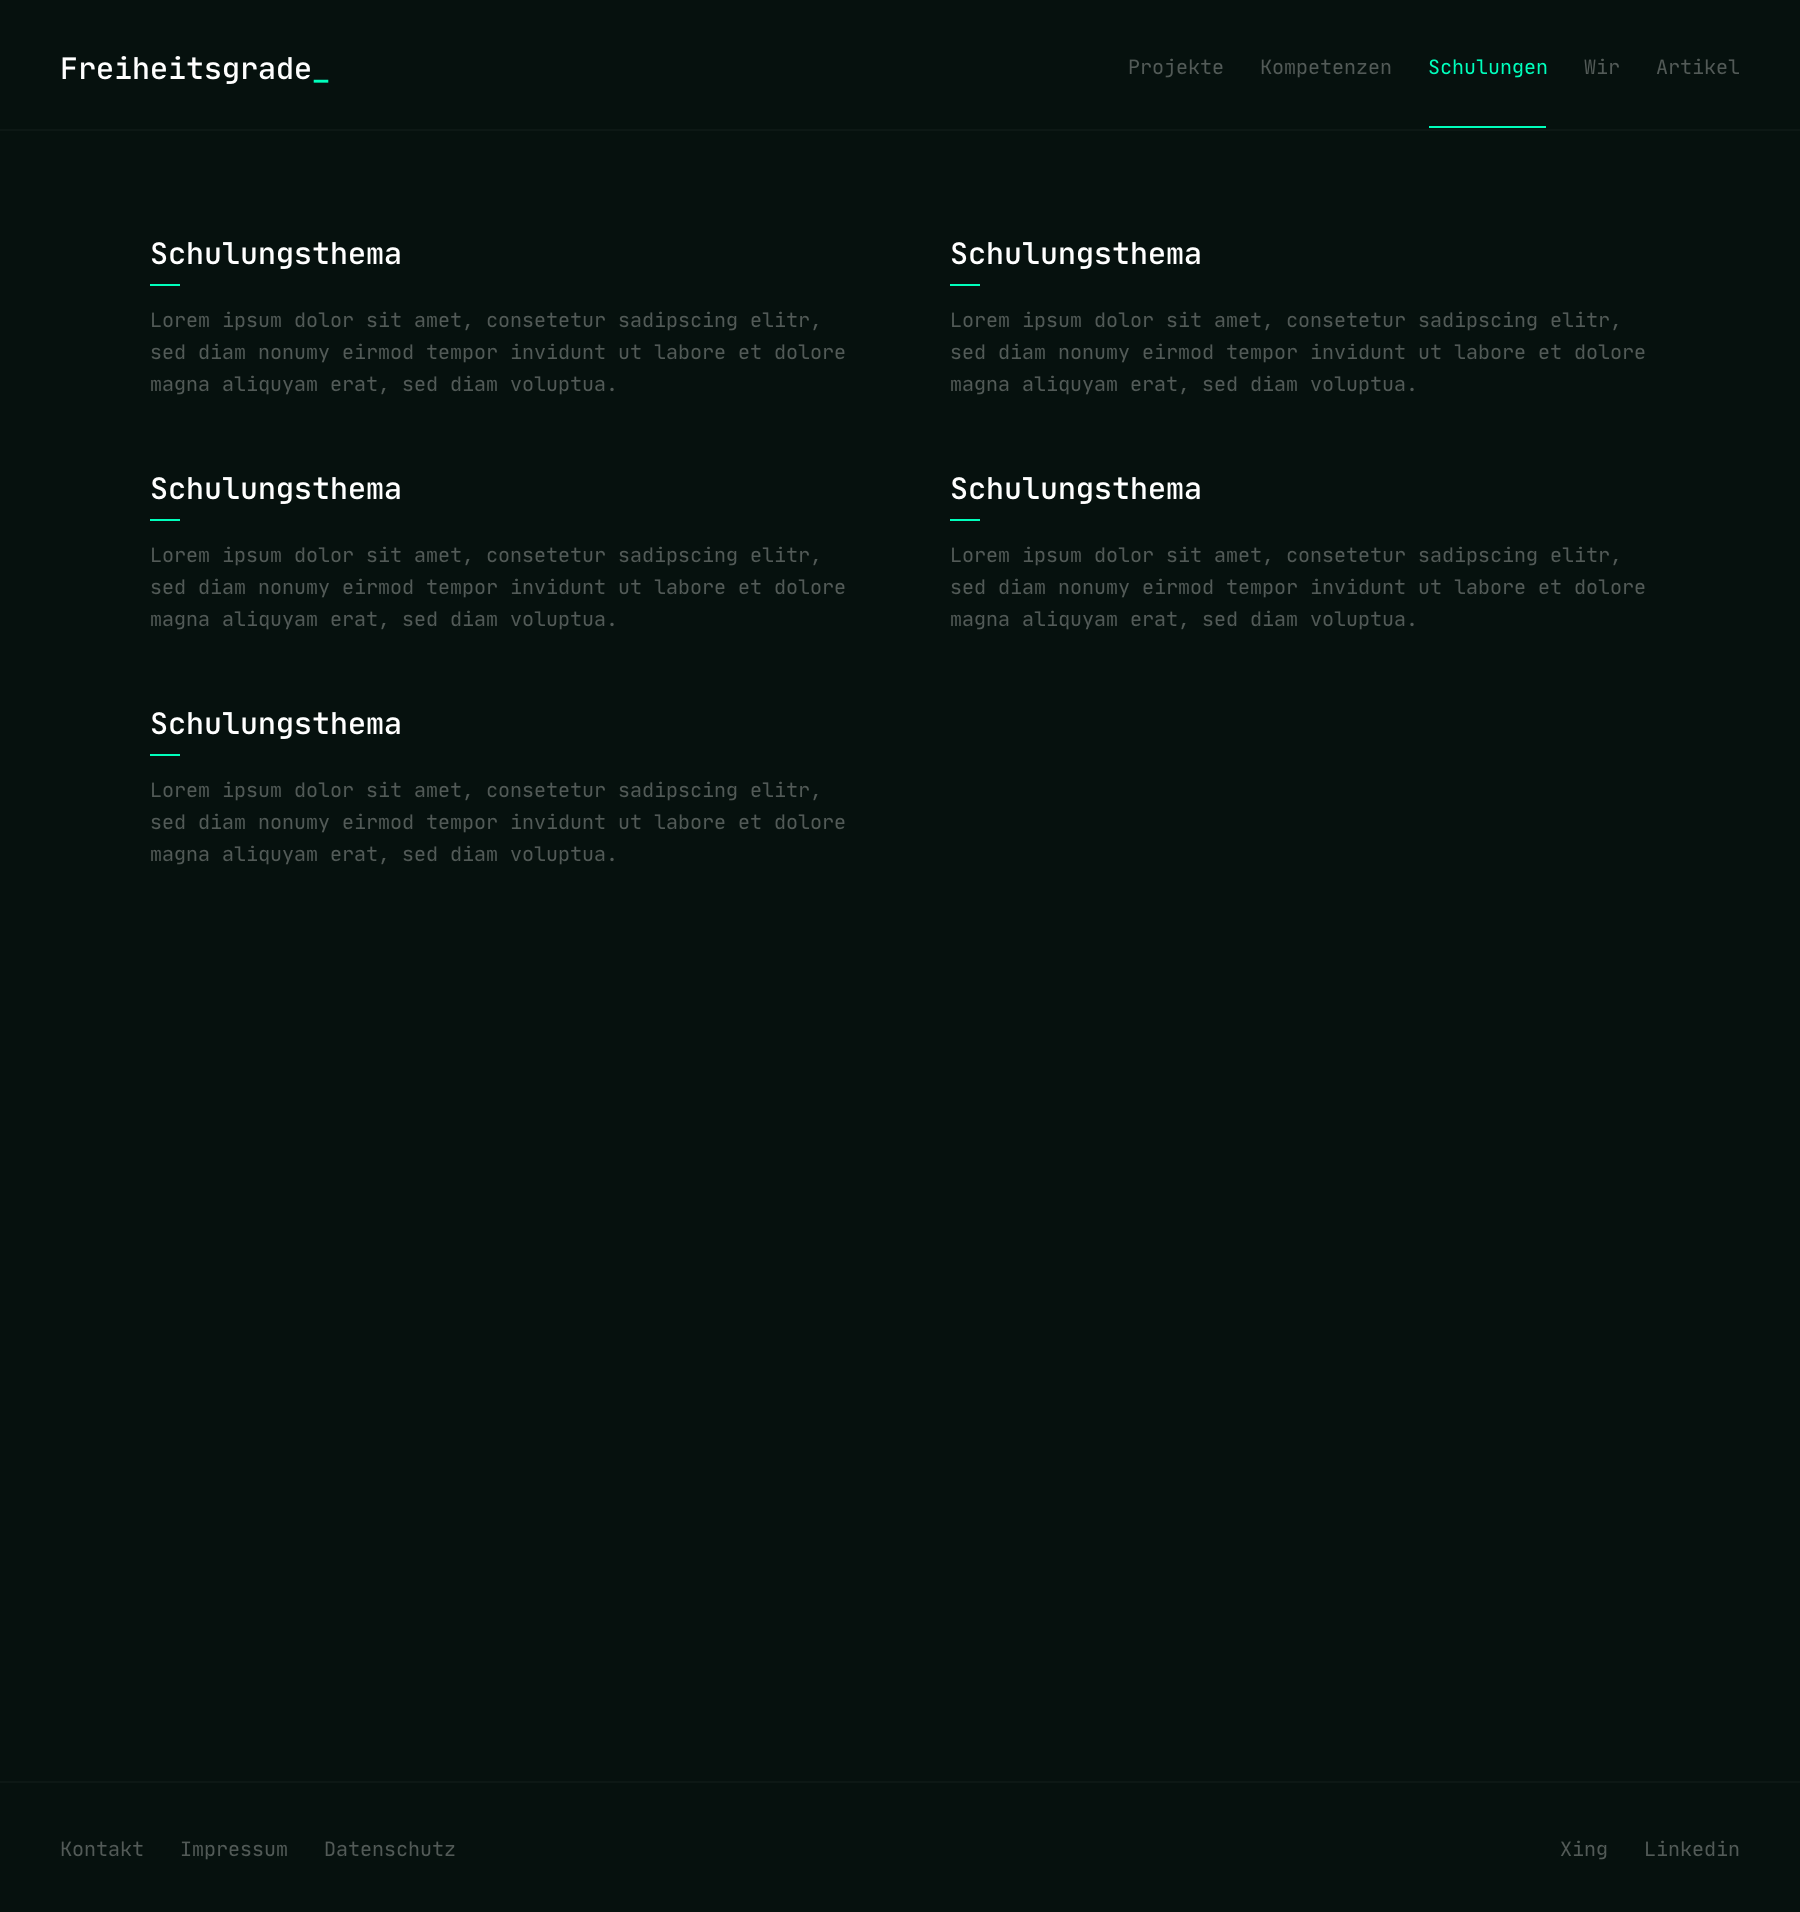 Freiheitsgrade_
Projekte Kompetenzen Schulungen Wir Artikel
Schulungsthema
Lorem ipsum dolor sit amet, consetetur sadipscing elitr,
sed diam nonumy eirmod tempor invidunt ut labore et dolore
magna aliquyam erat, sed diam voluptua.
Schulungsthema
Lorem ipsum dolor sit amet, consetetur sadipscing elitr,
sed diam nonumy eirmod tempor invidunt ut labore et dolore
magna aliquyam erat, sed diam voluptua.
Schulungsthema
Lorem ipsum dolor sit amet, consetetur sadipscing elitr,
sed diam nonumy eirmod tempor invidunt ut labore et dolore
magna aliquyam erat, sed diam voluptua.
Schulungsthema
Lorem ipsum dolor sit amet, consetetur sadipscing elitr,
sed diam nonumy eirmod tempor invidunt ut labore et dolore
magna aliquyam erat, sed diam voluptua.
Schulungsthema
Lorem ipsum dolor sit amet, consetetur sadipscing elitr,
sed diam nonumy eirmod tempor invidunt ut labore et dolore
magna aliquyam erat, sed diam voluptua.
Kontakt Impressum Datenschutz
Xing Linkedin